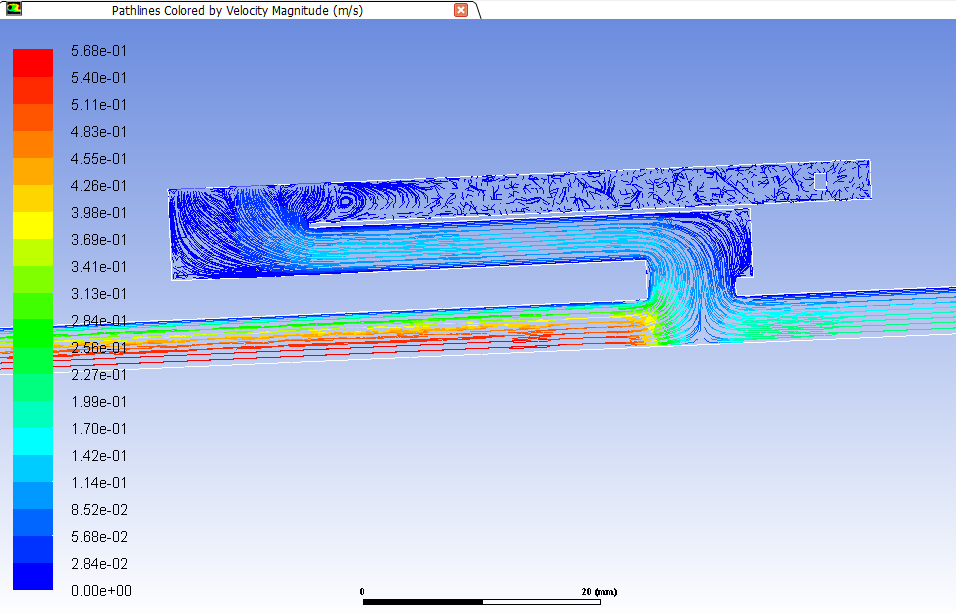 Pathlines Colored by Velocity Magnitude (m/s)
5.68e-01
5.40e-01
5.11e-01
4.83e-01
4.55e-01
4.26e-01
3.98e-01
3.69e-01
3.41e-01
3.13e-01
2.84e-01
2.56e-01
2.27e-01
1.99e-01
1.70e-01
1.42e-01
1.14e-01
8.52e-02
5.68e-02
2.84e-02
0.00e+00
0 20 (mm)